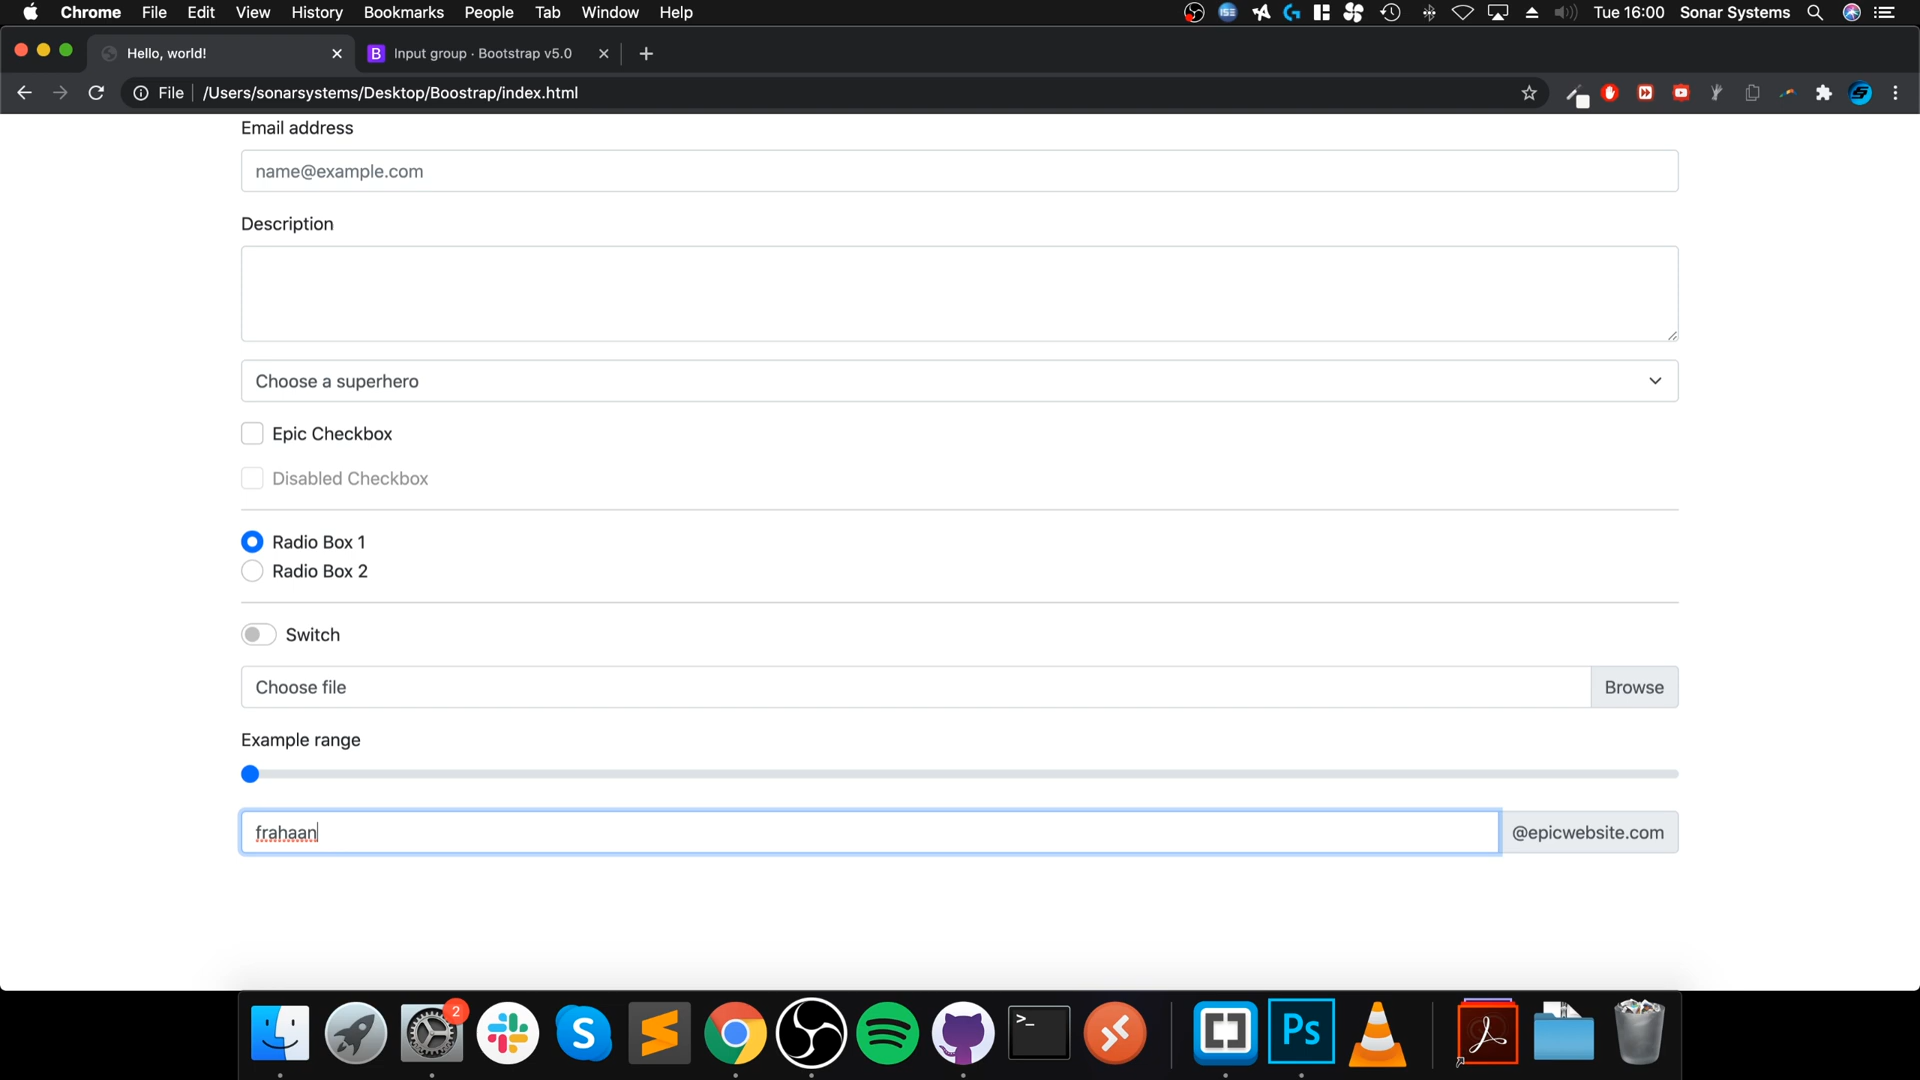 Chrome File Edit View History Bookmarks People Tab Window Help Tue 16:00 Sonar Systems
Hello, world! Input group · Bootstrap v5.0
File /Users/sonarsystems/Desktop/Boostrap/index.html
Email address
name@example.com
Description
Choose a superhero
Epic Checkbox
Disabled Checkbox
Radio Box 1
Radio Box 2
Switch
Choose file Browse
Example range
frahaan @epicwebsite.com
2
Ps